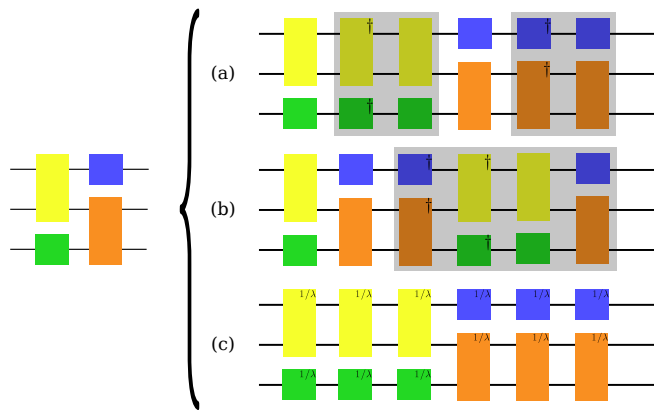 † †
(a) †
†
† †
(b) †
†
1/λ 1/λ 1/λ 1/λ 1/λ 1/λ
(c) 1/λ 1/λ 1/λ
1/λ 1/λ 1/λ